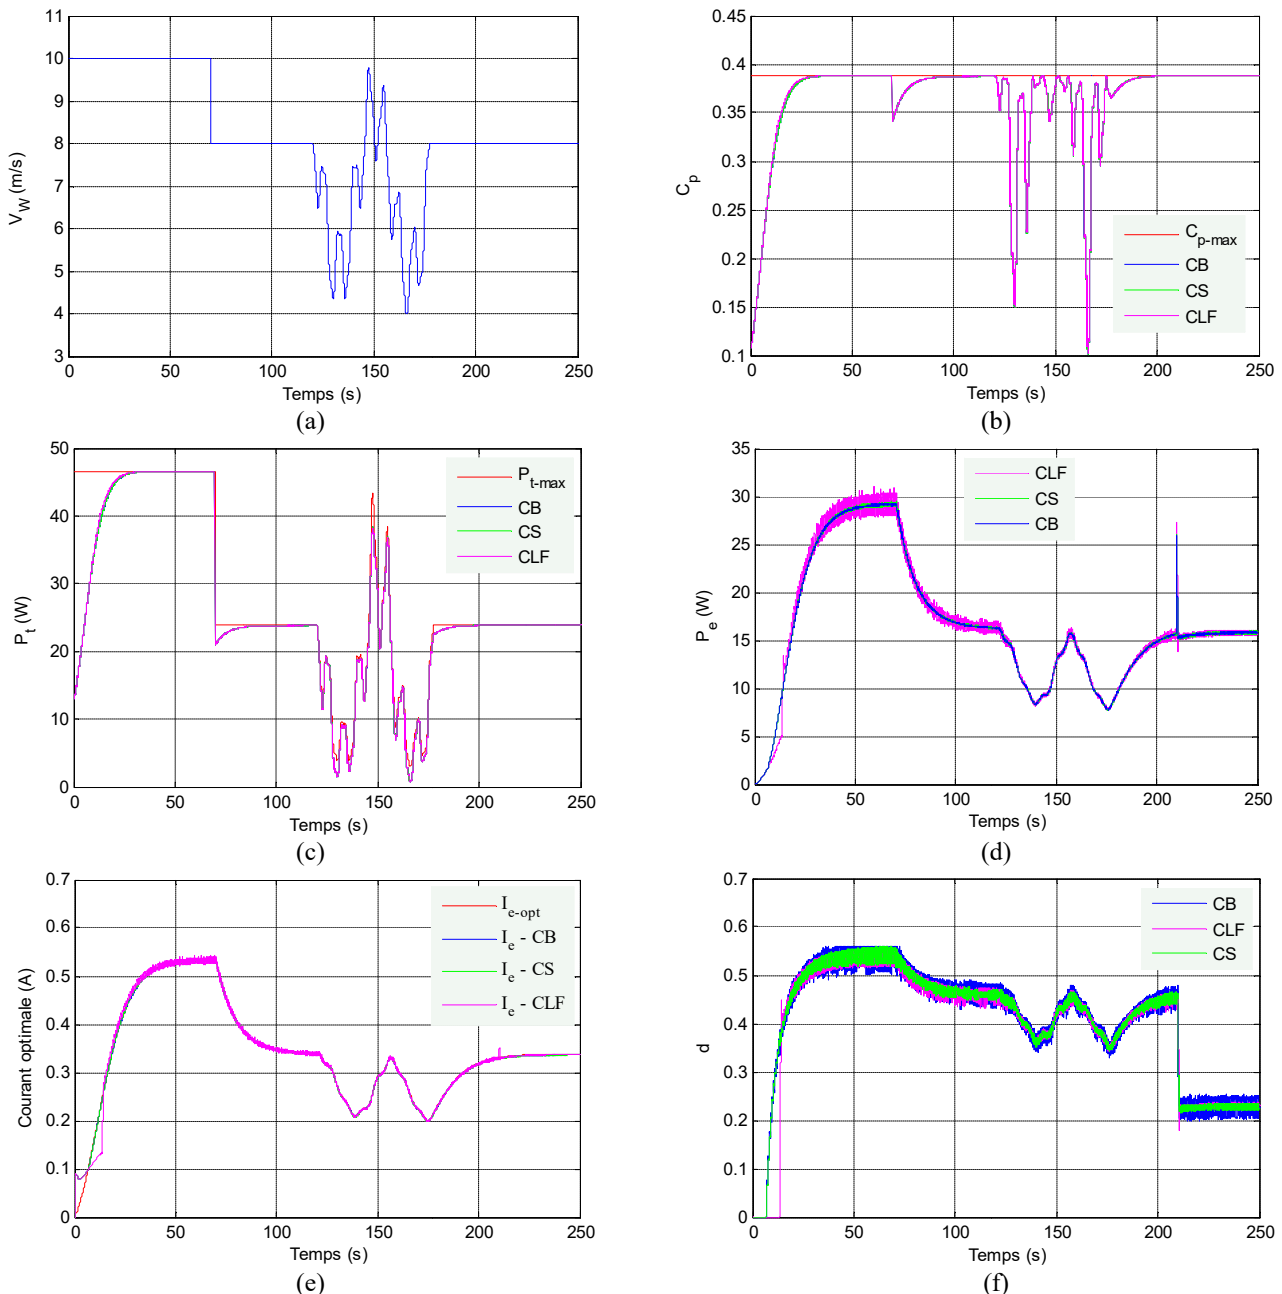 11
10
9
8
7
6
5
4
3
V_W (m/s)
0 50 100 150 200 250
Temps (s)
(a)
0.45
0.4
0.35
0.3
0.25
0.2
0.15
0.1
C_p
C_p-max
CB
CS
CLF
0 50 100 150 200 250
Temps (s)
(b)
50
40
30
20
10
0
P_t (W)
P_t-max
CB
CS
CLF
0 50 100 150 200 250
Temps (s)
(c)
35
30
25
20
15
10
5
0
P_e (W)
CLF
CS
CB
0 50 100 150 200 250
Temps (s)
(d)
0.7
0.6
0.5
0.4
0.3
0.2
0.1
0
Courant optimale (A)
I_e-opt
I_e - CB
I_e - CS
I_e - CLF
0 50 100 150 200 250
Temps (s)
(e)
0.7
0.6
0.5
0.4
0.3
0.2
0.1
0
d
CB
CLF
CS
0 50 100 150 200 250
Temps (s)
(f)